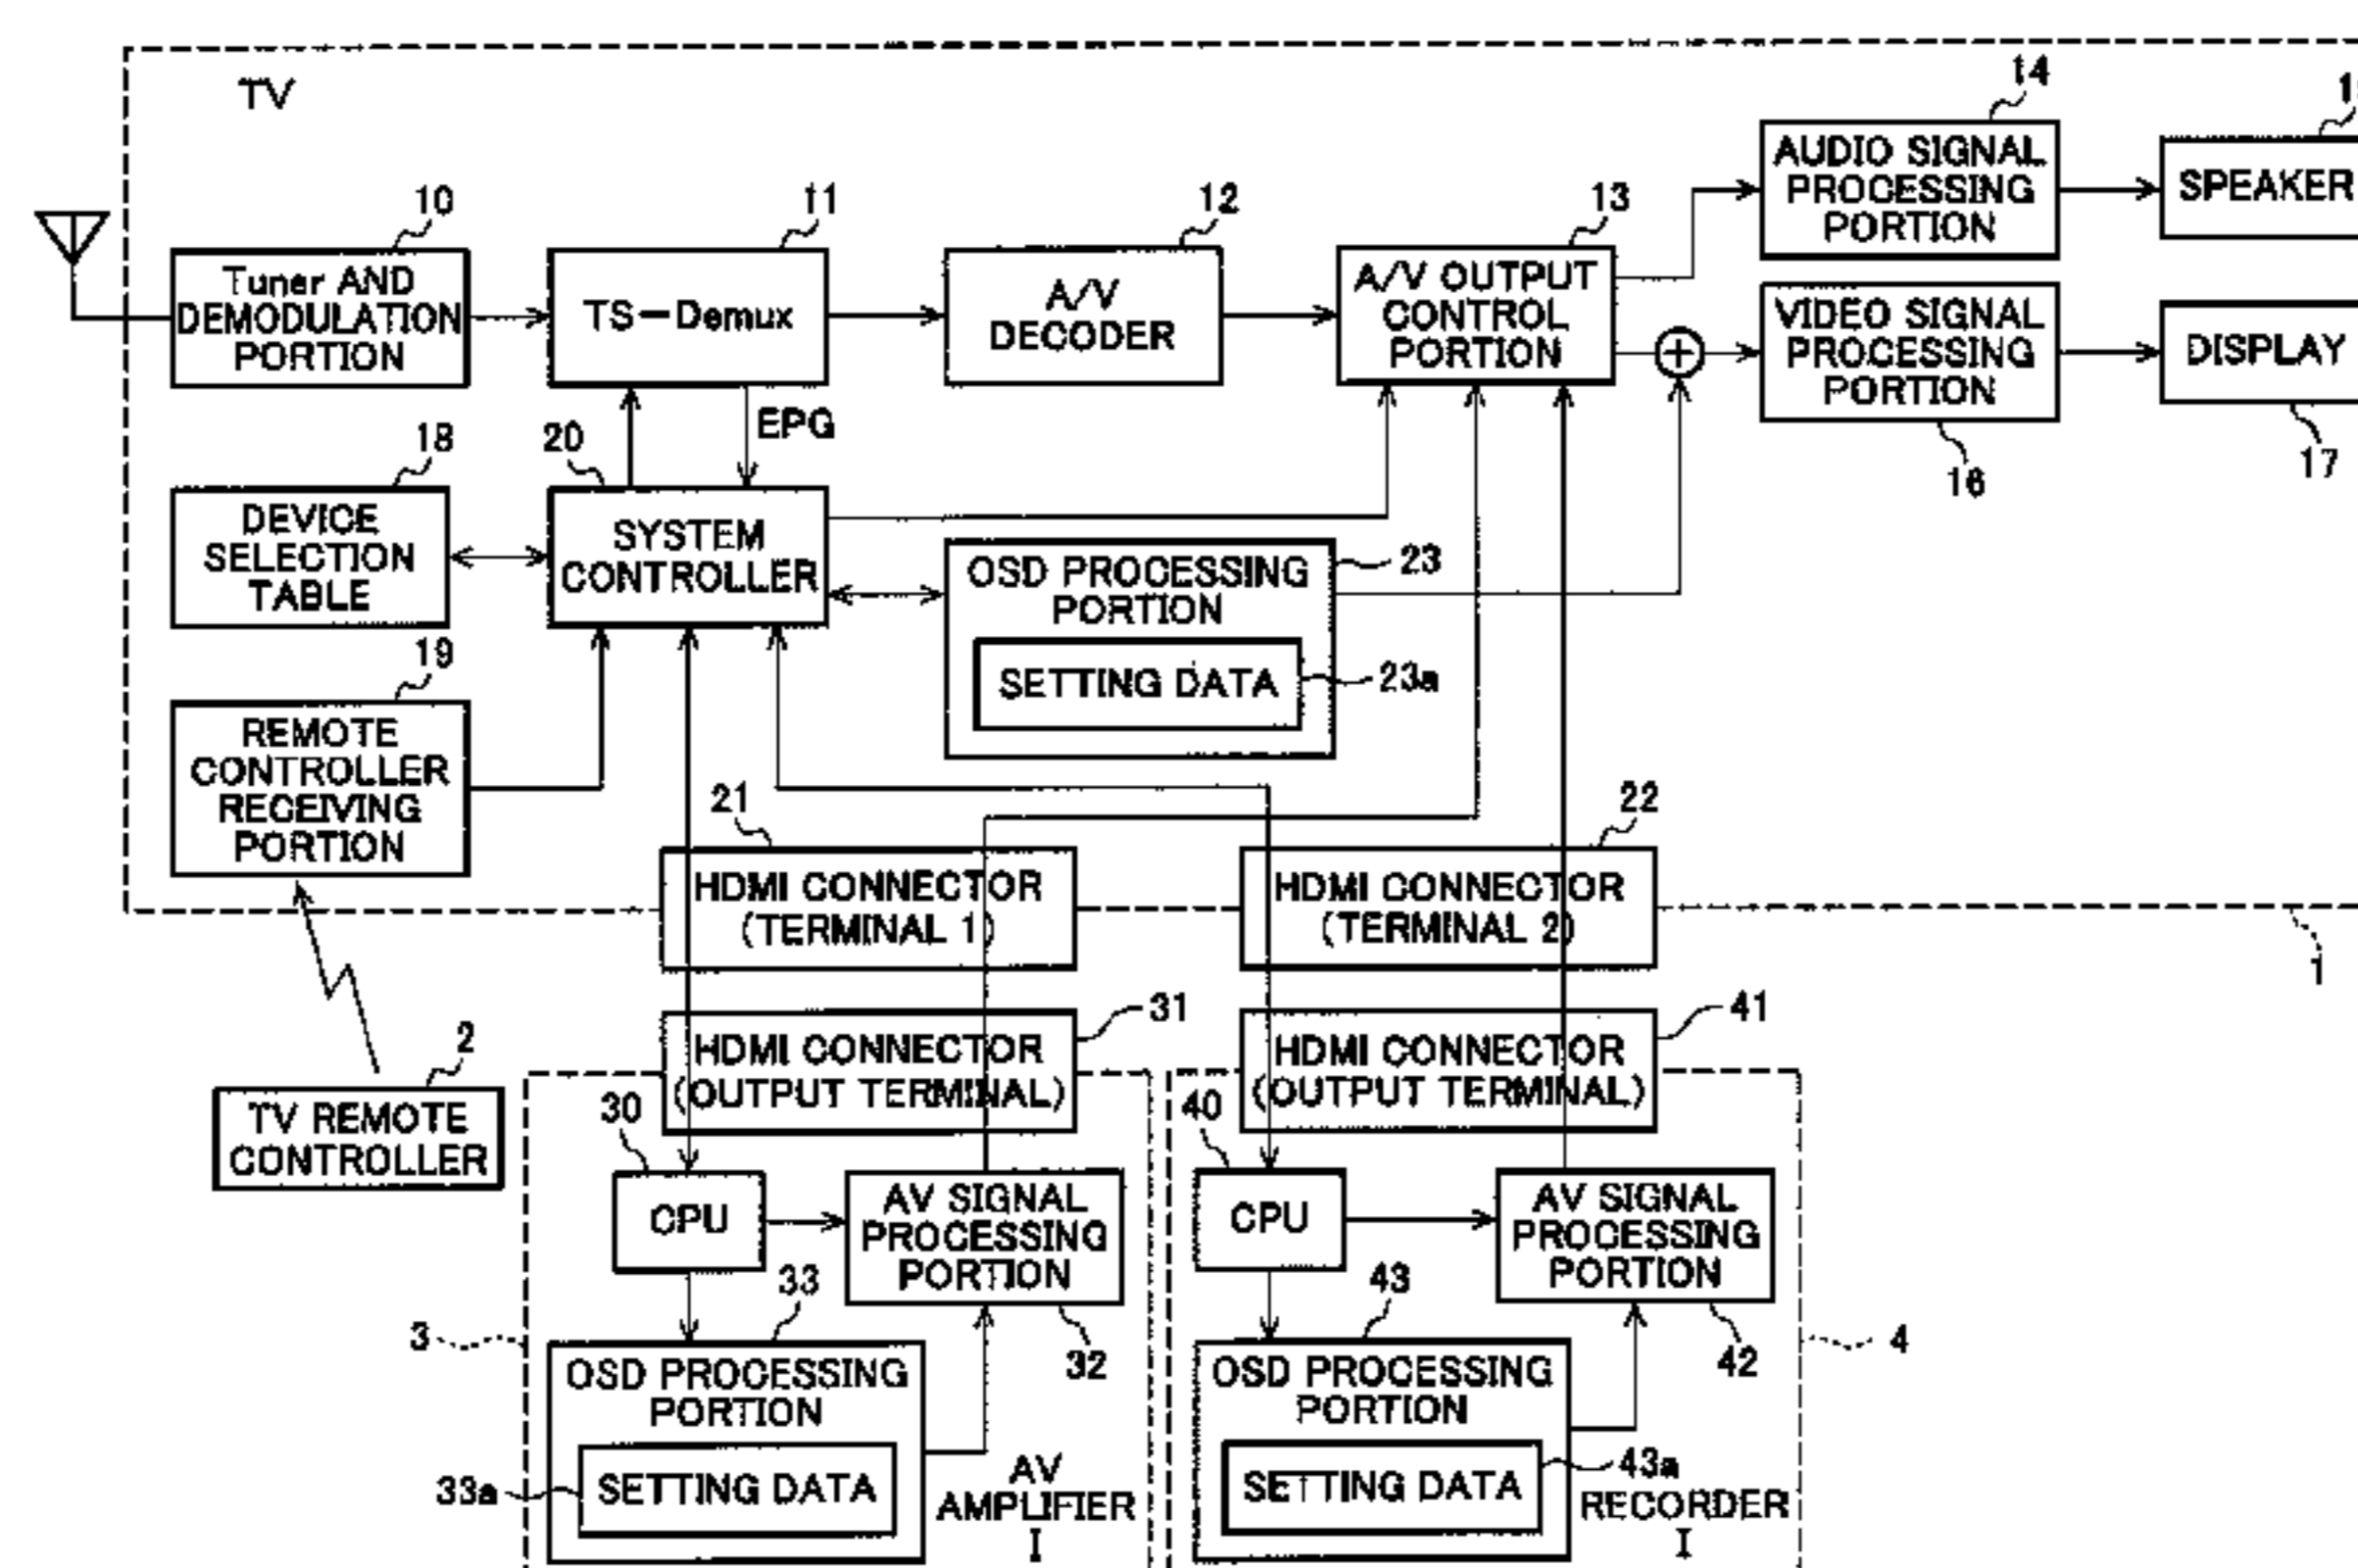 TV
14
AUDIO SIGNAL
PROCESSING
PORTION
SPEAKER
10
Tuner AND
DEMODULATION
PORTION
11
TS-Demux
12
A/V
DECODER
13
A/V OUTPUT
CONTROL
PORTION
+
VIDEO SIGNAL
PROCESSING
PORTION
16
DISPLAY
17
EPG
18
DEVICE
SELECTION
TABLE
20
SYSTEM
CONTROLLER
OSD PROCESSING
PORTION
23
SETTING DATA
23a
19
REMOTE
CONTROLLER
RECEIVING
PORTION
21
HDMI CONNECTOR
(TERMINAL 1)
22
HDMI CONNECTOR
(TERMINAL 2)
1
2
TV REMOTE
CONTROLLER
31
HDMI CONNECTOR
(OUTPUT TERMINAL)
41
HDMI CONNECTOR
(OUTPUT TERMINAL)
30
CPU
AV SIGNAL
PROCESSING
PORTION
32
33
3
OSD PROCESSING
PORTION
33a
SETTING DATA
AV
AMPLIFIER
I
40
CPU
AV SIGNAL
PROCESSING
PORTION
42
43
4
OSD PROCESSING
PORTION
SETTING DATA
43a
RECORDER
I